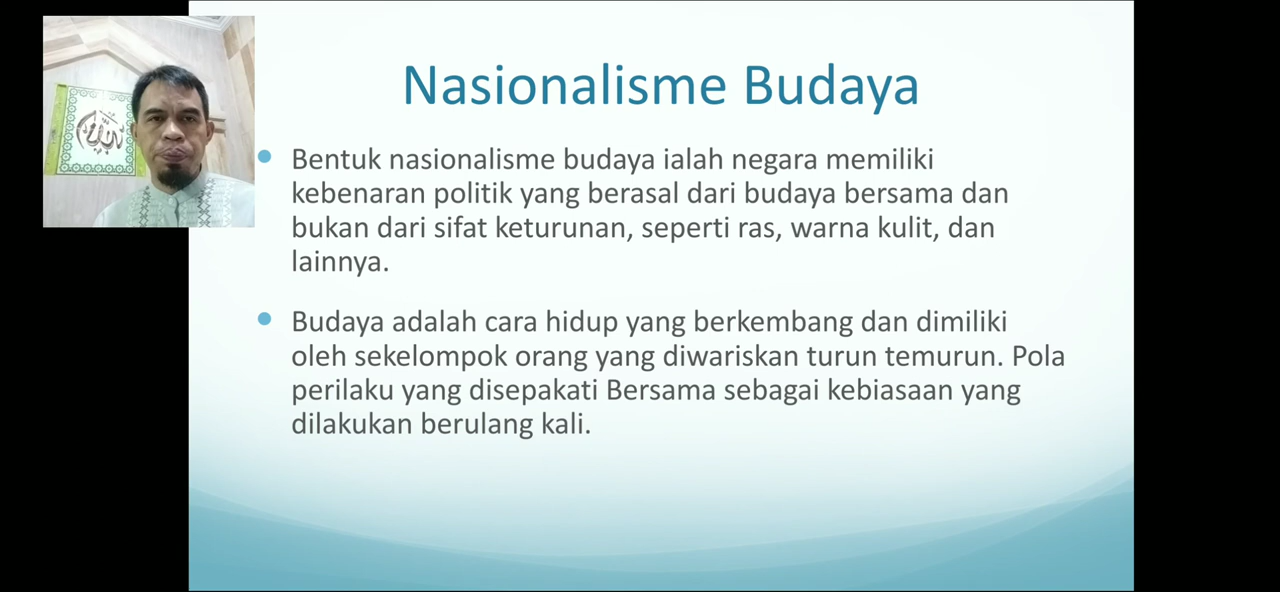 Nasionalisme Budaya
Bentuk nasionalisme budaya ialah negara memiliki
kebenaran politik yang berasal dari budaya bersama dan
bukan dari sifat keturunan, seperti ras, warna kulit, dan
lainnya.
Budaya adalah cara hidup yang berkembang dan dimiliki
oleh sekelompok orang yang diwariskan turun temurun. Pola
perilaku yang disepakati Bersama sebagai kebiasaan yang
dilakukan berulang kali.